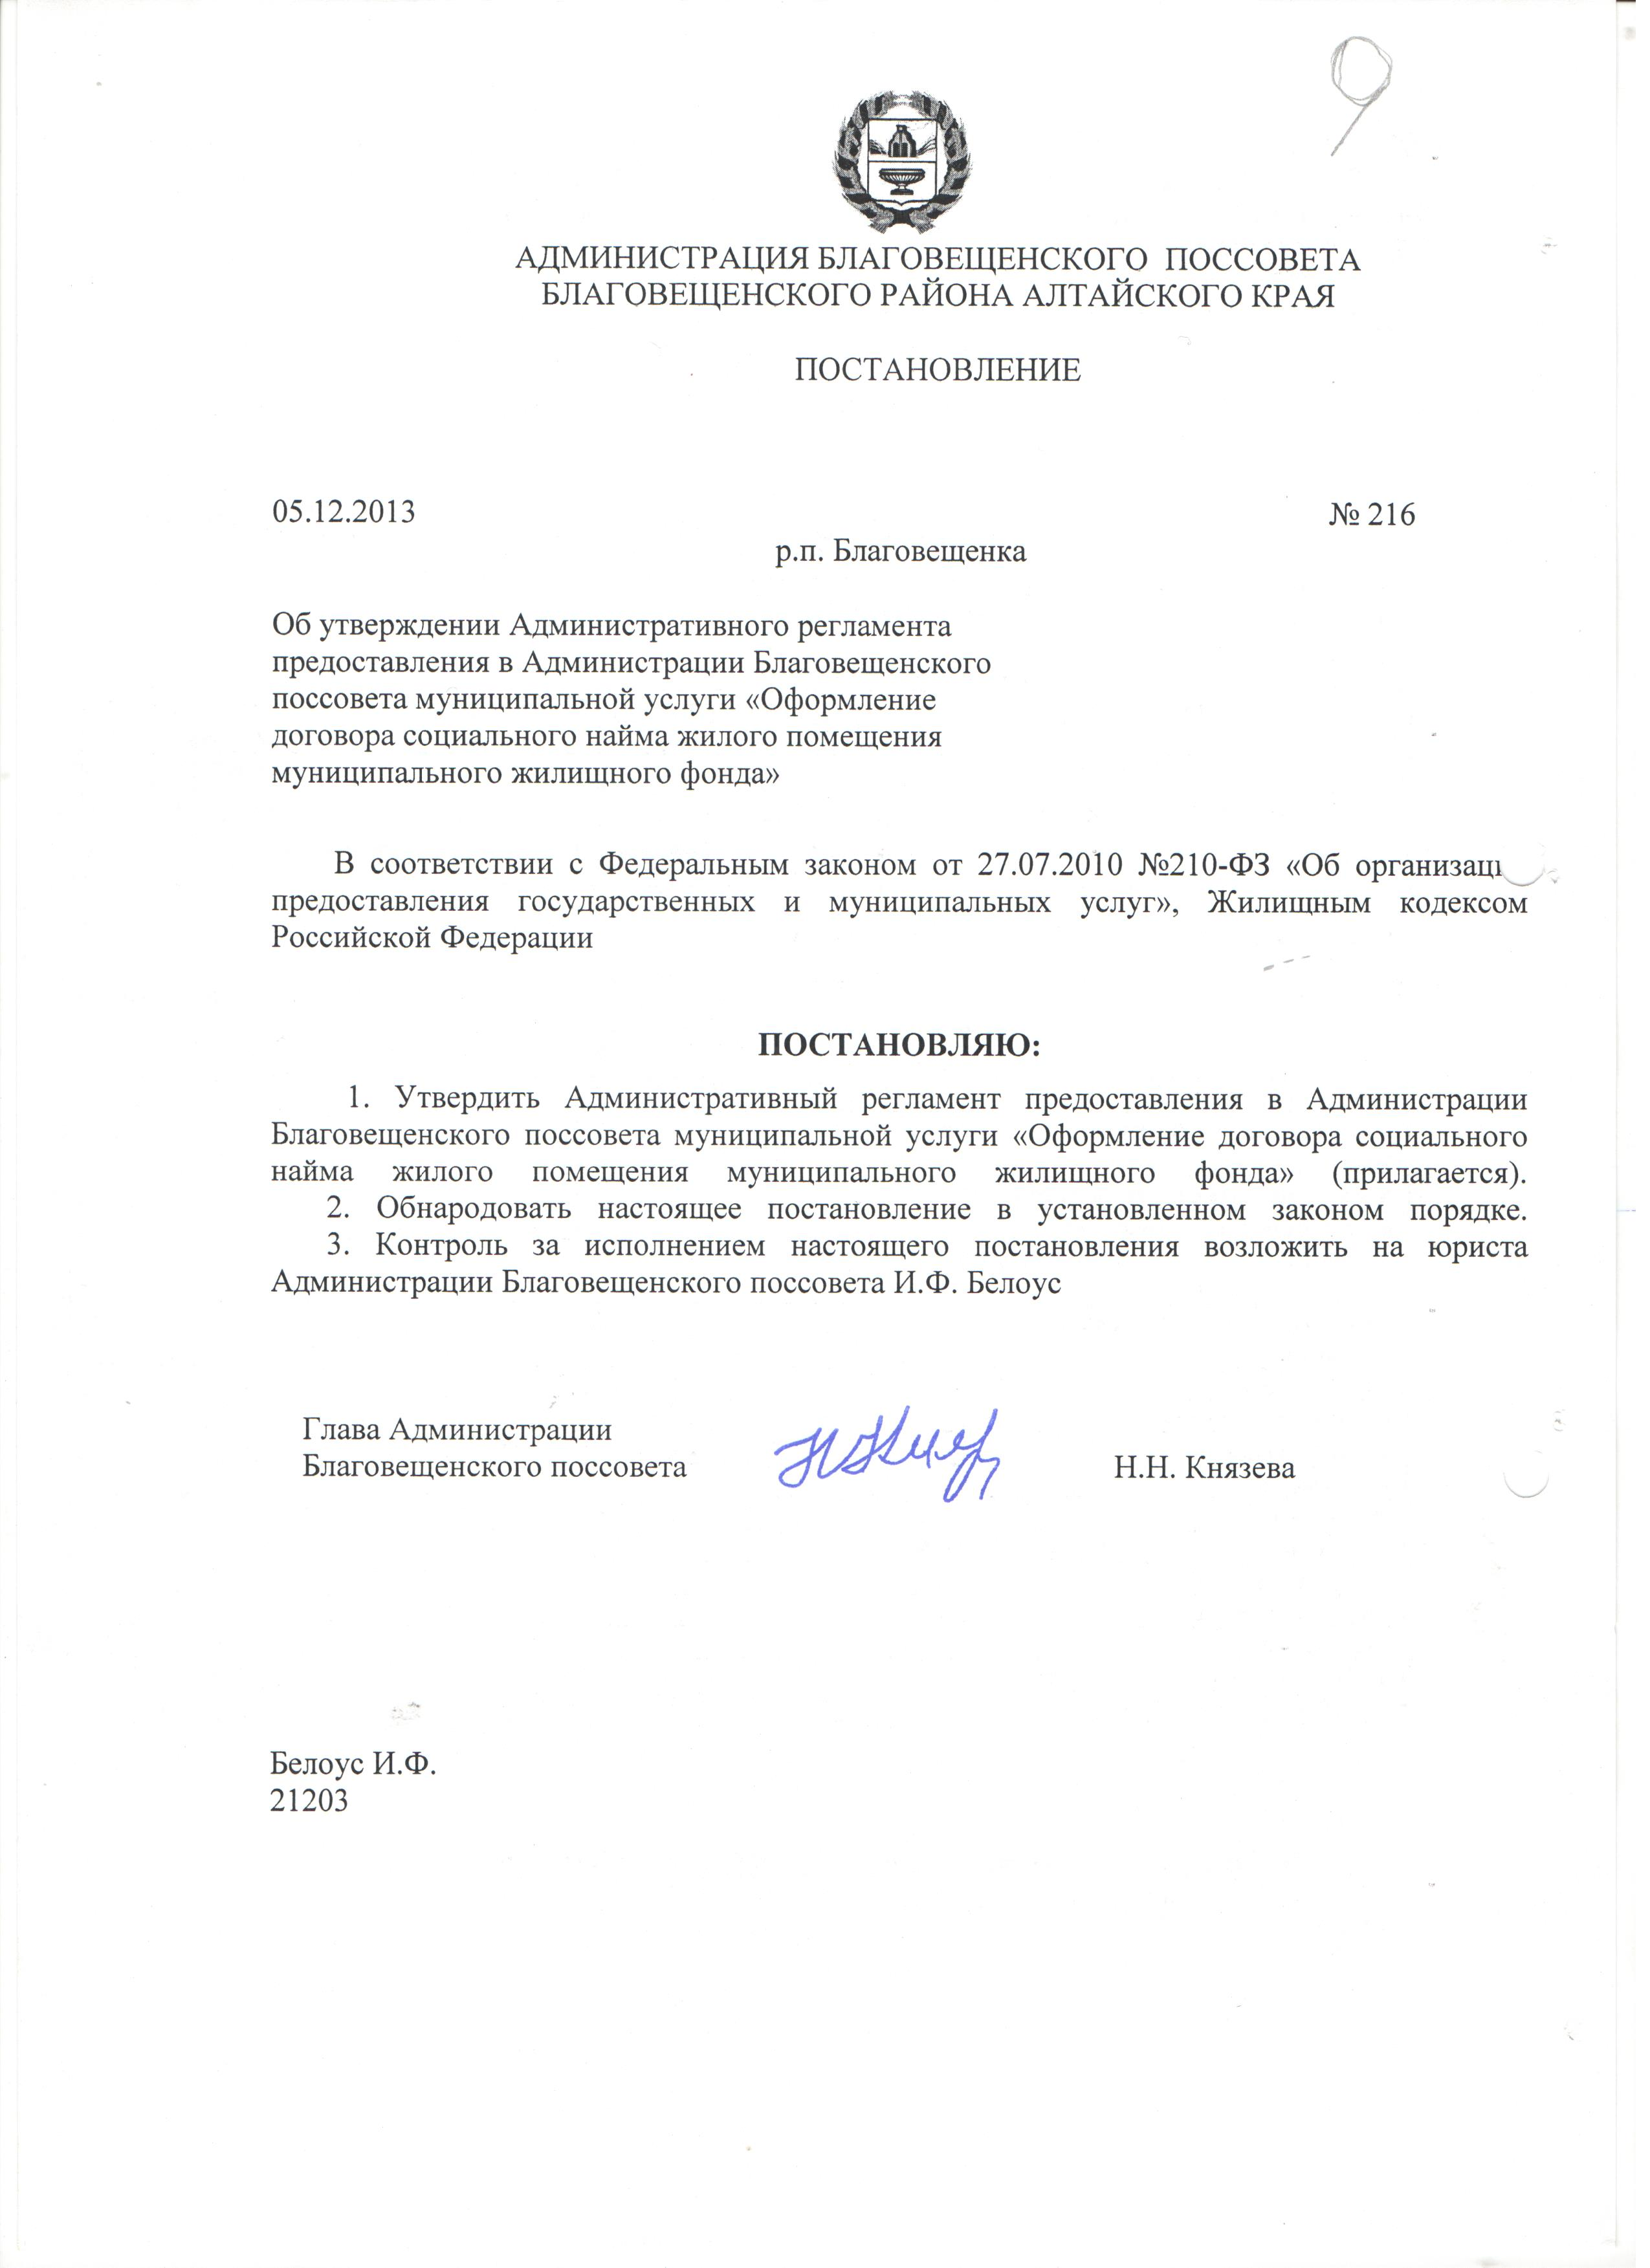 9
АДМИНИСТРАЦИЯ БЛАГОВЕЩЕНСКОГО ПОССОВЕТА
БЛАГОВЕЩЕНСКОГО РАЙОНА АЛТАЙСКОГО КРАЯ
ПОСТАНОВЛЕНИЕ
05.12.2013 № 216
р.п. Благовещенка
Об утверждении Административного регламента
предоставления в Администрации Благовещенского
поссовета муниципальной услуги «Оформление
договора социального найма жилого помещения
муниципального жилищного фонда»
В соответствии с Федеральным законом от 27.07.2010 №210-ФЗ «Об
предоставления государственных и муниципальных услуг», Жилищным кодексом
Российской Федерации
ПОСТАНОВЛЯЮ:
1. Утвердить Административный регламент предоставления в Администрации
Благовещенского поссовета муниципальной услуги «Оформление договора социального
найма жилого помещения муниципального жилищного фонда» (прилагается).
2. Обнародовать настоящее постановление в установленном законом порядке.
3. Контроль за исполнением настоящего постановления возложить на юриста
Администрации Благовещенского поссовета И.Ф. Белоус
Глава Администрации
Благовещенского поссовета Н.Н. Князева
Белоус И.Ф.
21203